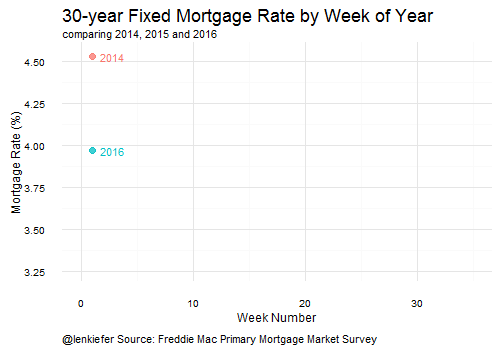 30-year Fixed Mortgage Rate by Week of Year
comparing 2014, 2015 and 2016
Mortgage Rate (%)
4.50
4.25
4.00
3.75
3.50
3.25
2014
2016
0 10 20 30
Week Number
@lenkiefer Source: Freddie Mac Primary Mortgage Market Survey